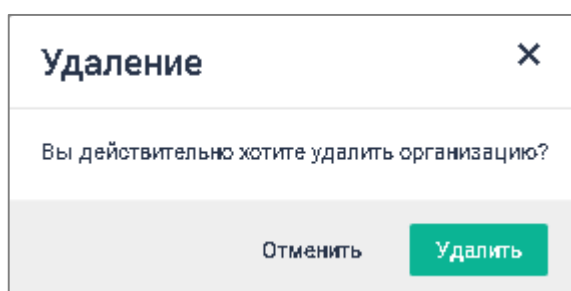 Удаление
Вы действительно хотите удалить организацию?
Отменить
Удалить